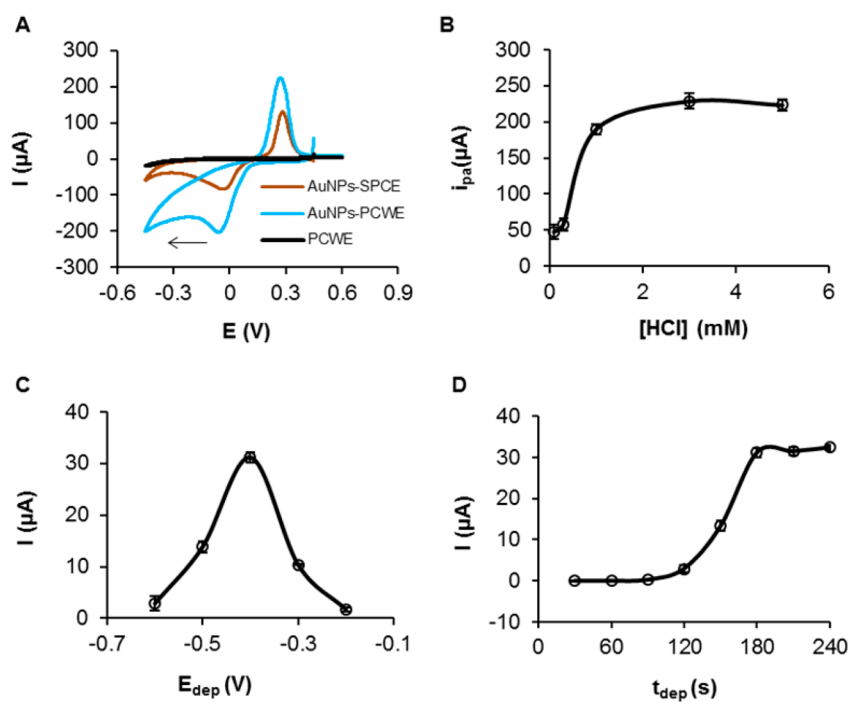 A
300
200
100
0
-100
-200
-300
I (µA)
-0.6 -0.3 0 0.3 0.6 0.9
E (V)
AuNPs-SPCE
AuNPs-PCWE
PCWE
B
300
250
200
150
100
50
0
ipa(µA)
0 2 4 6
[HCl] (mM)
C
40
30
20
10
0
I (µA)
-0.7 -0.5 -0.3 -0.1
Edep (V)
D
40
30
20
10
0
-10
I (µA)
0 60 120 180 240
tdep (s)